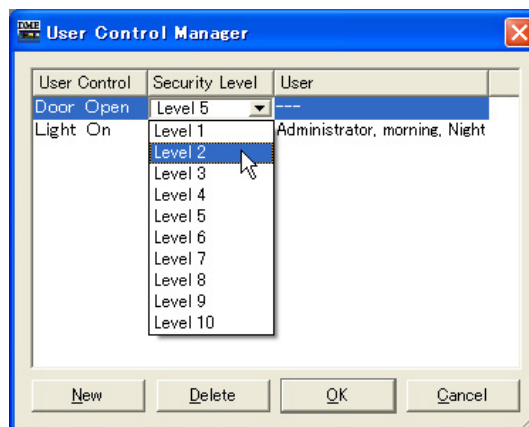 DIME User Control Manager
User Control Security Level User
Door Open Level 5 ---
Light On Level 1 Administrator, morning, Night
Level 2
Level 3
Level 4
Level 5
Level 6
Level 7
Level 8
Level 9
Level 10
New Delete OK Cancel